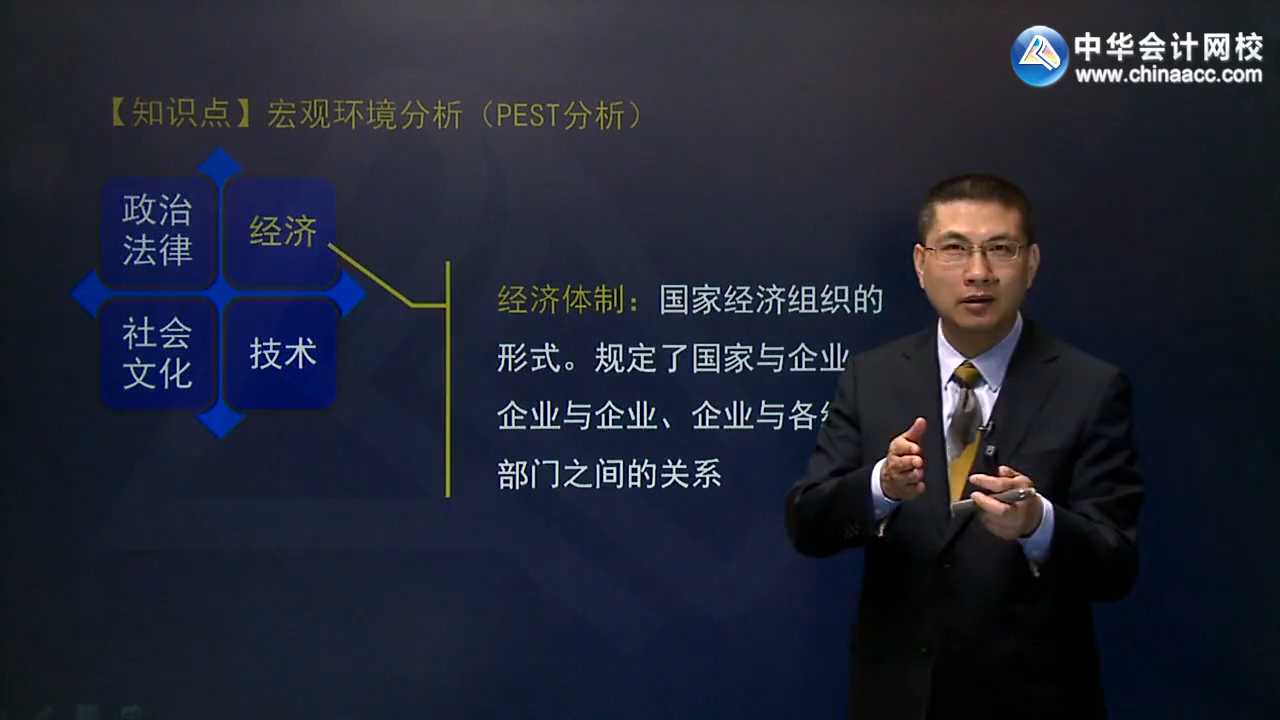 中华会计网校
www.chinaacc.com
【知识点】宏观环境分析（PEST分析）
政治
法律
经济
社会
文化
技术
经济体制：国家经济组织的
形式。规定了国家与企业
企业与企业、企业与各
部门之间的关系